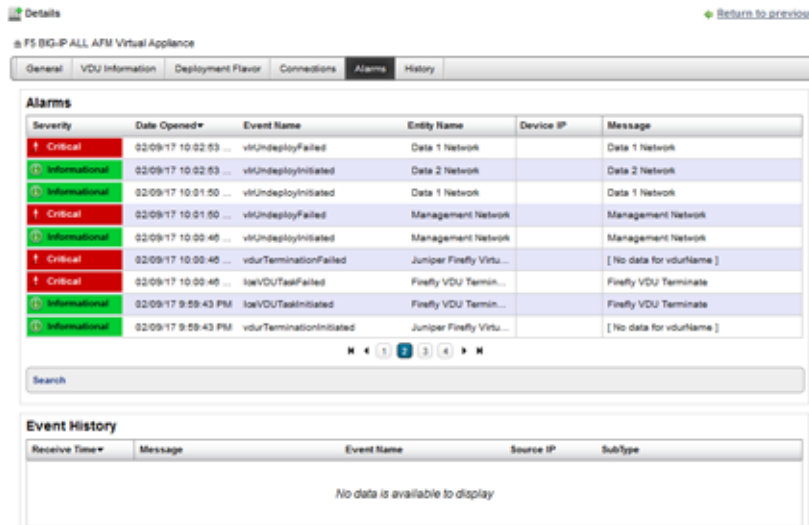 Details
Return to previou
F5 BIG-IP ALL AFM Virtual Appliance
General VDU Information Deployment Flavor Connections Alarms History
Alarms
Severity Date Opened▾ Event Name Entity Name Device IP Message
Critical 02/09/17 10:02:53 ... vlrUndeployFailed Data 1 Network Data 1 Network
Informational 02/09/17 10:02:53 ... vlrUndeployInitiated Data 2 Network Data 2 Network
Informational 02/09/17 10:01:50 ... vlrUndeployInitiated Data 1 Network Data 1 Network
Critical 02/09/17 10:01:50 ... vlrUndeployFailed Management Network Management Network
Informational 02/09/17 10:00:46 ... vlrUndeployInitiated Management Network Management Network
Critical 02/09/17 10:00:46 ... vdurTerminationFailed Juniper Firefly Virtu... [ No data for vdurName ]
Critical 02/09/17 10:00:46 ... IoeVDUTaskFailed Firefly VDU Termin... Firefly VDU Terminate
Informational 02/09/17 9:59:43 PM IoeVDUTaskInitiated Firefly VDU Termin... Firefly VDU Terminate
Informational 02/09/17 9:59:43 PM vdurTerminationInitiated Juniper Firefly Virtu... [ No data for vdurName ]
1 2 3 4
Search
Event History
Receive Time▾ Message Event Name Source IP SubType
No data is available to display